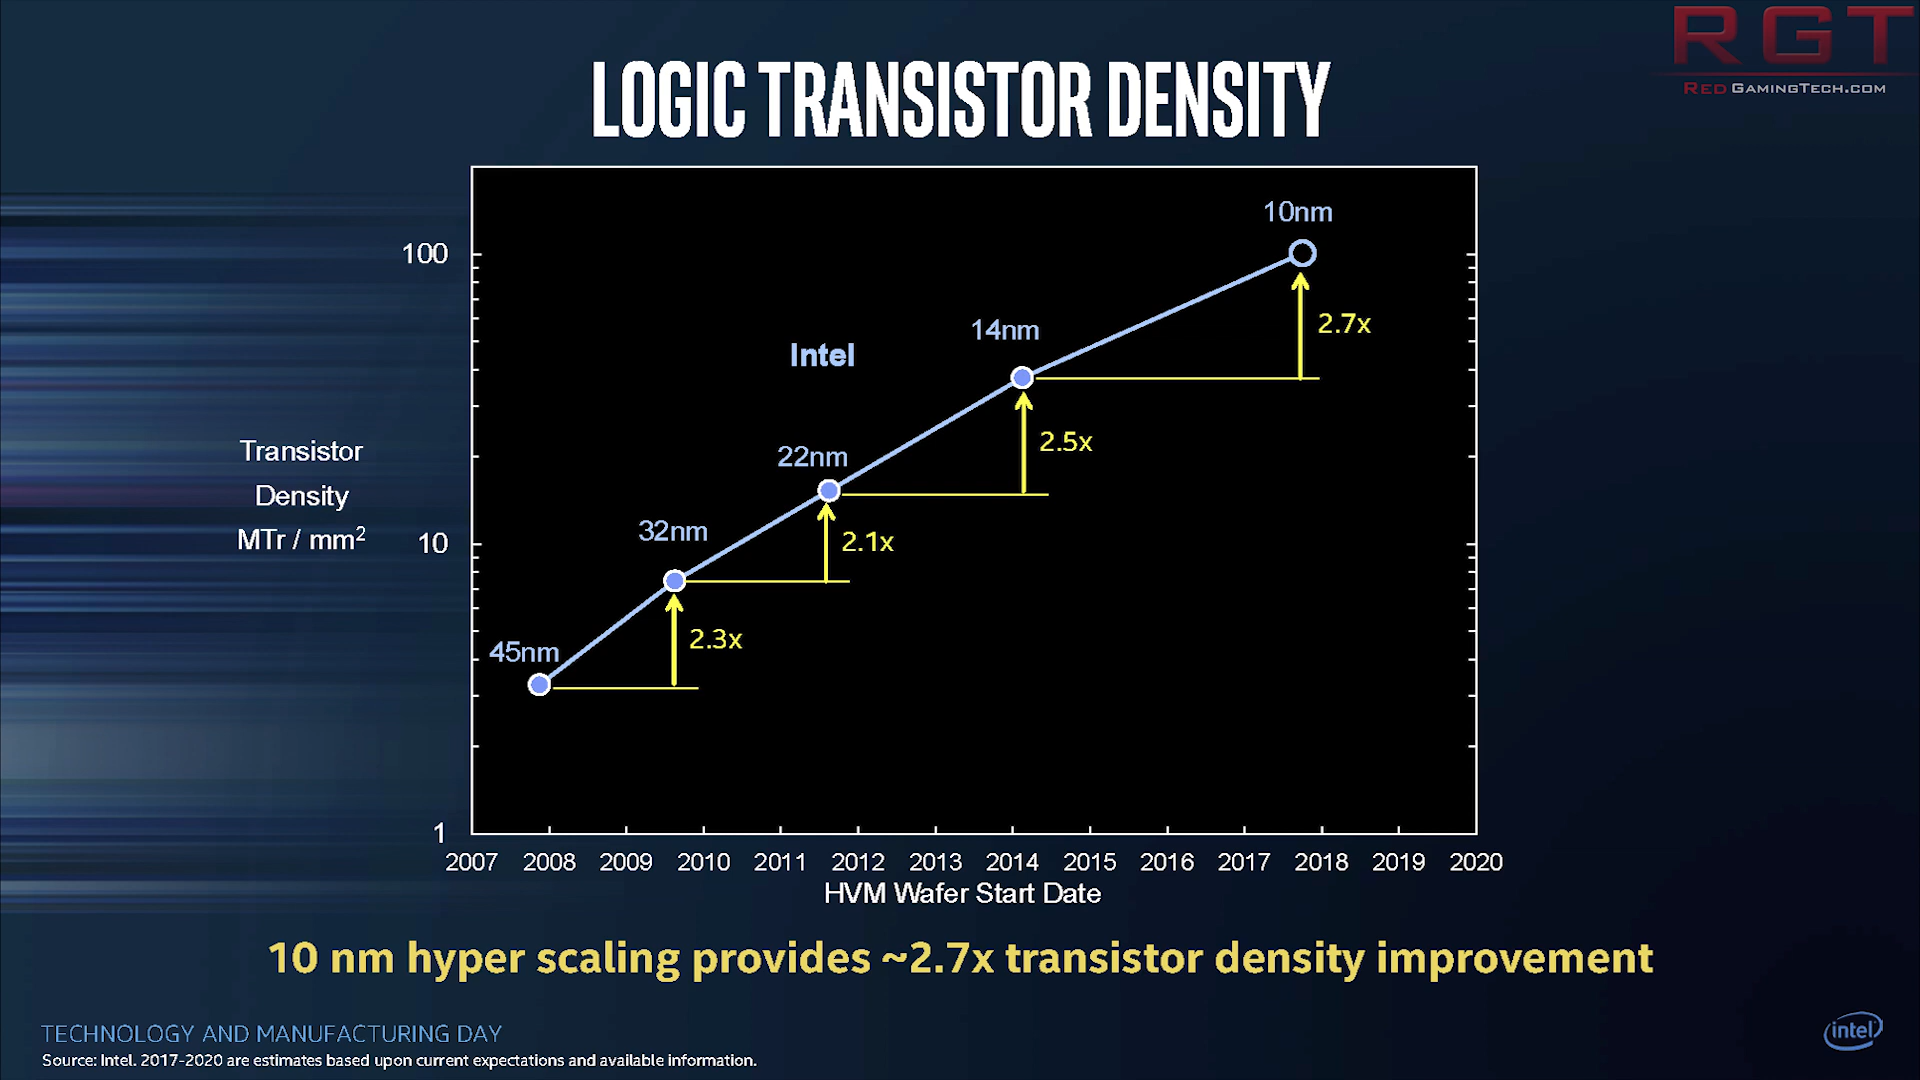 RGT
REDGAMINGTECH.COM
LOGIC TRANSISTOR DENSITY
10nm
100
2.7x
14nm
Intel
2.5x
22nm
Transistor
Density
MTr / mm²
32nm
10
2.1x
45nm
2.3x
1
2007 2008 2009 2010 2011 2012 2013 2014 2015 2016 2017 2018 2019 2020
HVM Wafer Start Date
10 nm hyper scaling provides ~2.7x transistor density improvement
TECHNOLOGY AND MANUFACTURING DAY
Source: Intel. 2017-2020 are estimates based upon current expectations and available information.
intel